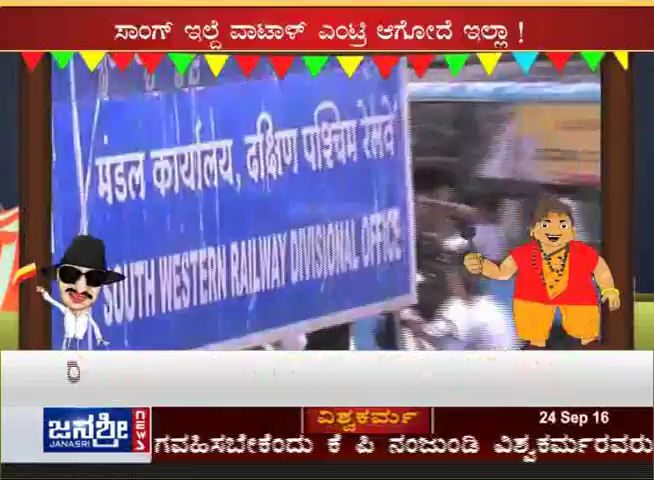 ಸಾಂಗ್ ಇಲ್ದೆ ವಾಟಾಳ್ ಎಂಟ್ರಿ ಆಗೋದೆ ಇಲ್ಲಾ !
मंडल कार्यालय, दक्षिण पश्चिम रेलवे
SOUTH WESTERN RAILWAY DIVISIONAL OFFICE
ವಿಶ್ವಕರ್ಮ
24 Sep 16
ಜನಶ್ರೀ
JANASRI
NEWS
ಗವಹಿಸಬೇಕೆಂದು ಕೆ ಪಿ ನಂಜುಂಡಿ ವಿಶ್ವಕರ್ಮರವರು